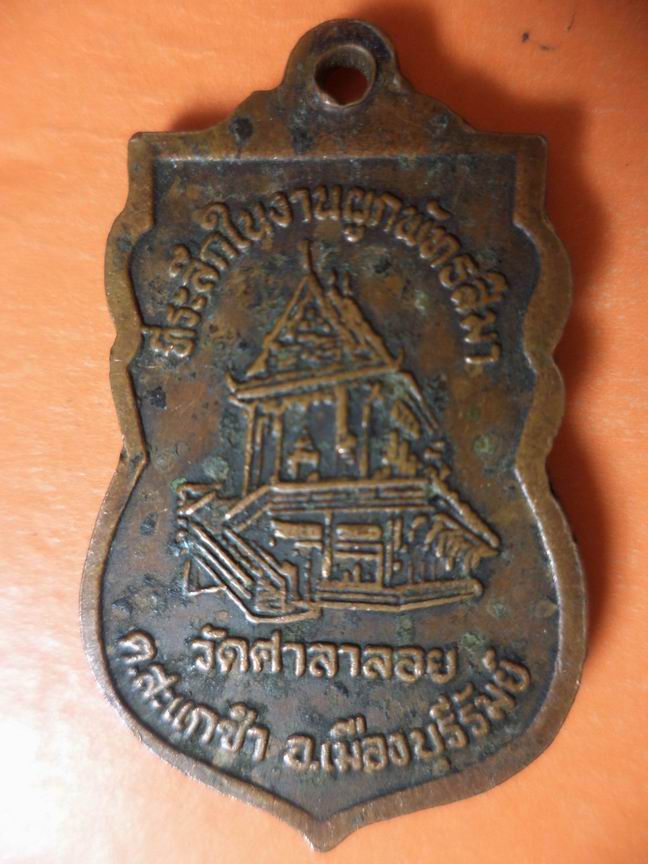 ที่ระลึกในงานผูกพัทธสีมา
วัดศาลาลอย
ต.สะแกซำ อ.เมืองบุรีรัมย์